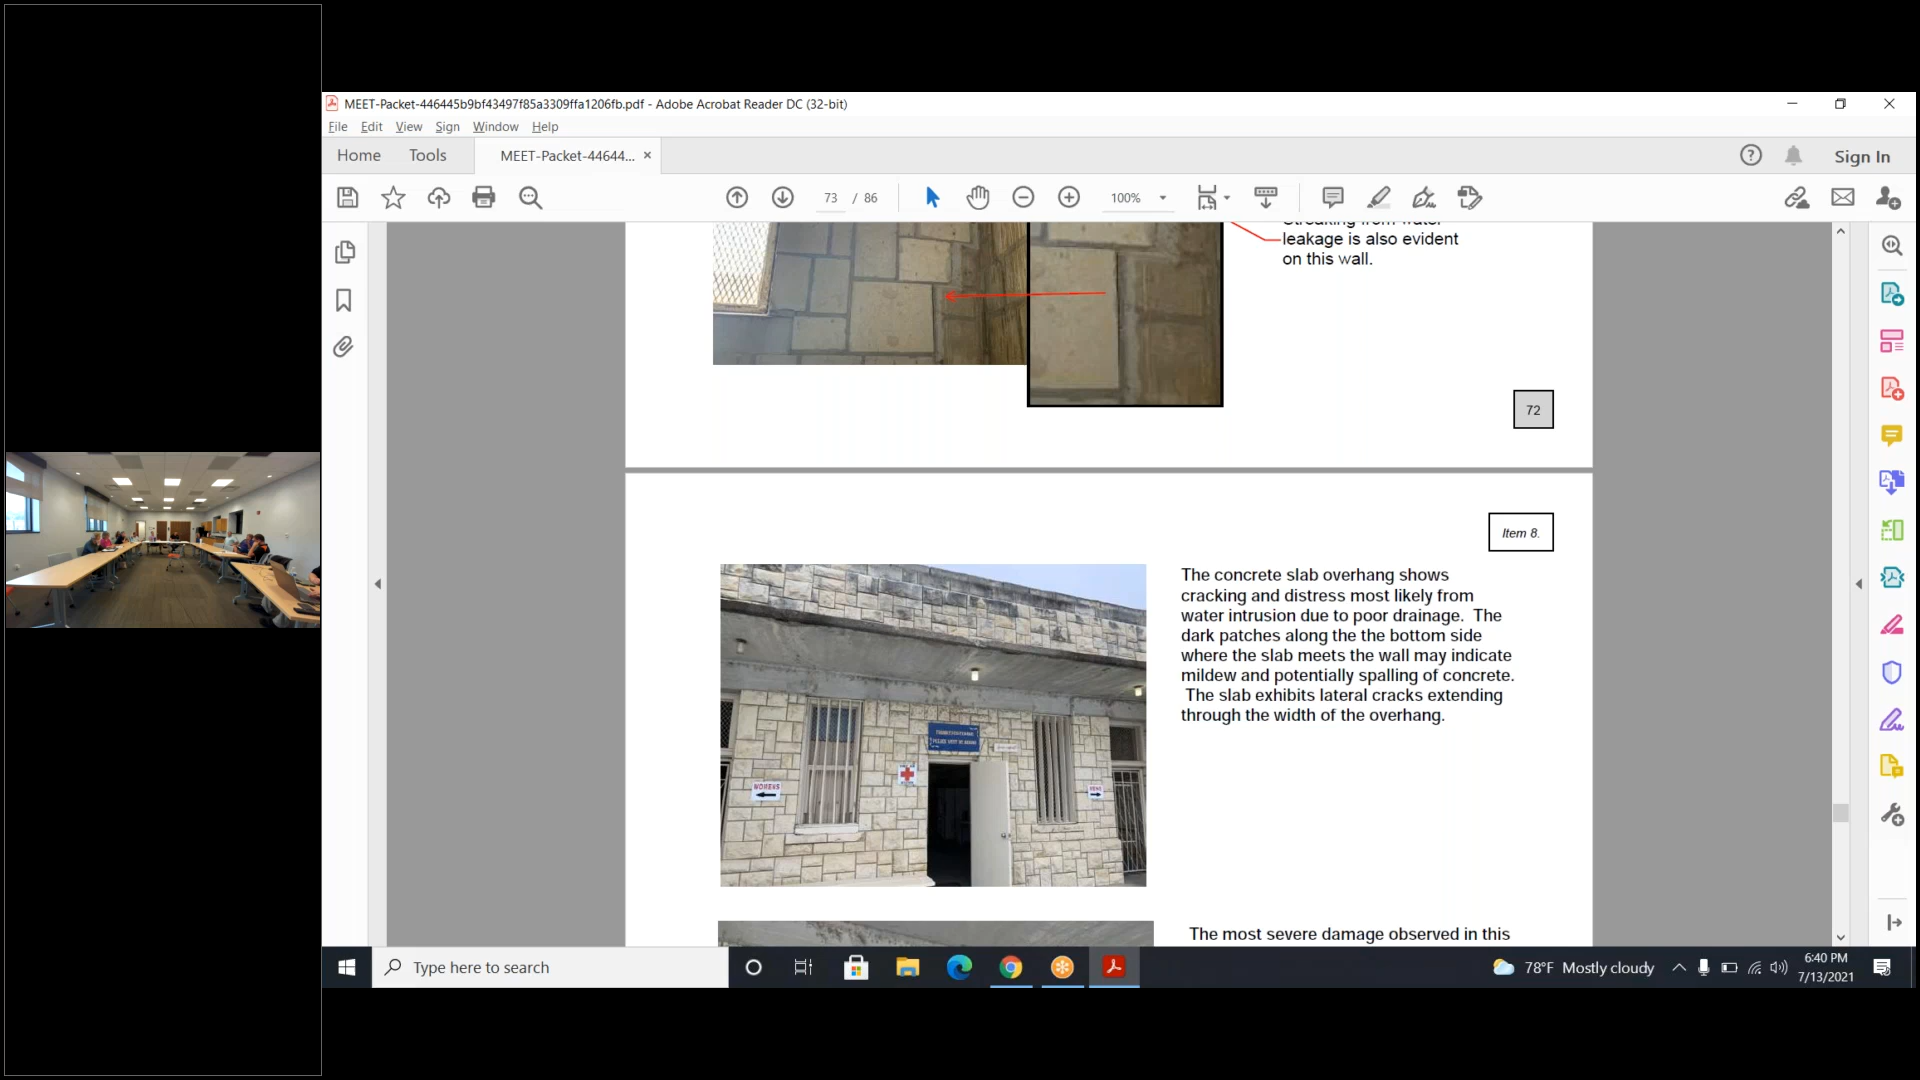 MEET-Packet-446445b9bf43497f85a3309ffa1206fb.pdf - Adobe Acrobat Reader DC (32-bit)
File Edit View Sign Window Help
Home Tools MEET-Packet-44644... × Sign In
73 / 86 100%
leakage is also evident
on this wall.
72
Item 8.
The concrete slab overhang shows
cracking and distress most likely from
water intrusion due to poor drainage. The
dark patches along the the bottom side
where the slab meets the wall may indicate
mildew and potentially spalling of concrete.
The slab exhibits lateral cracks extending
through the width of the overhang.
WOMENS
MENS
The most severe damage observed in this
Type here to search
78°F Mostly cloudy
6:40 PM
7/13/2021